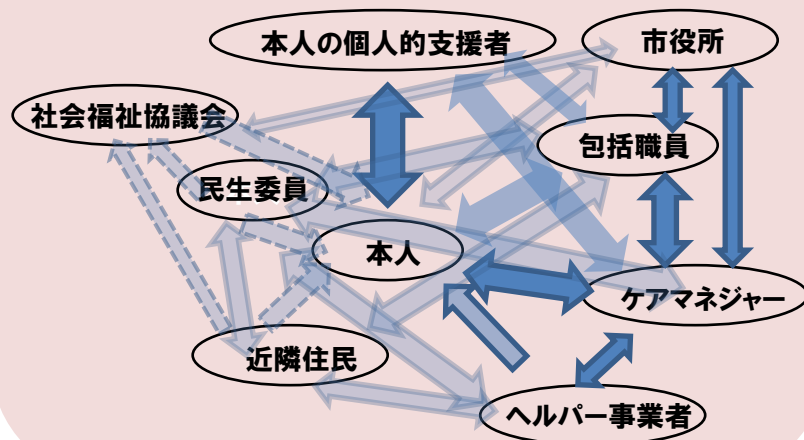 本人の個人的支援者
市役所
社会福祉協議会
包括職員
民生委員
本人
ケアマネジャー
近隣住民
ヘルパー事業者